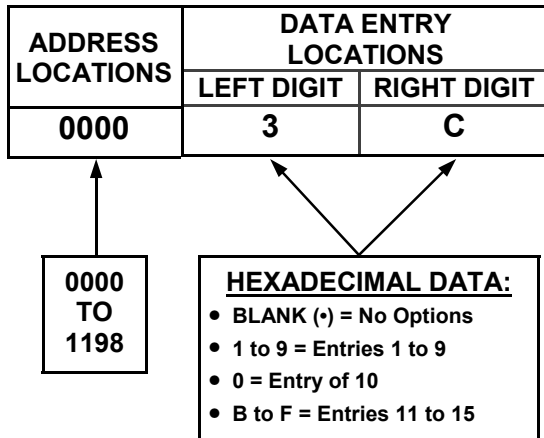 ADDRESS LOCATIONS
DATA ENTRY LOCATIONS
LEFT DIGIT
RIGHT DIGIT
0000
3
C
0000
TO
1198
HEXADECIMAL DATA:
• BLANK (•) = No Options
• 1 to 9 = Entries 1 to 9
• 0 = Entry of 10
• B to F = Entries 11 to 15